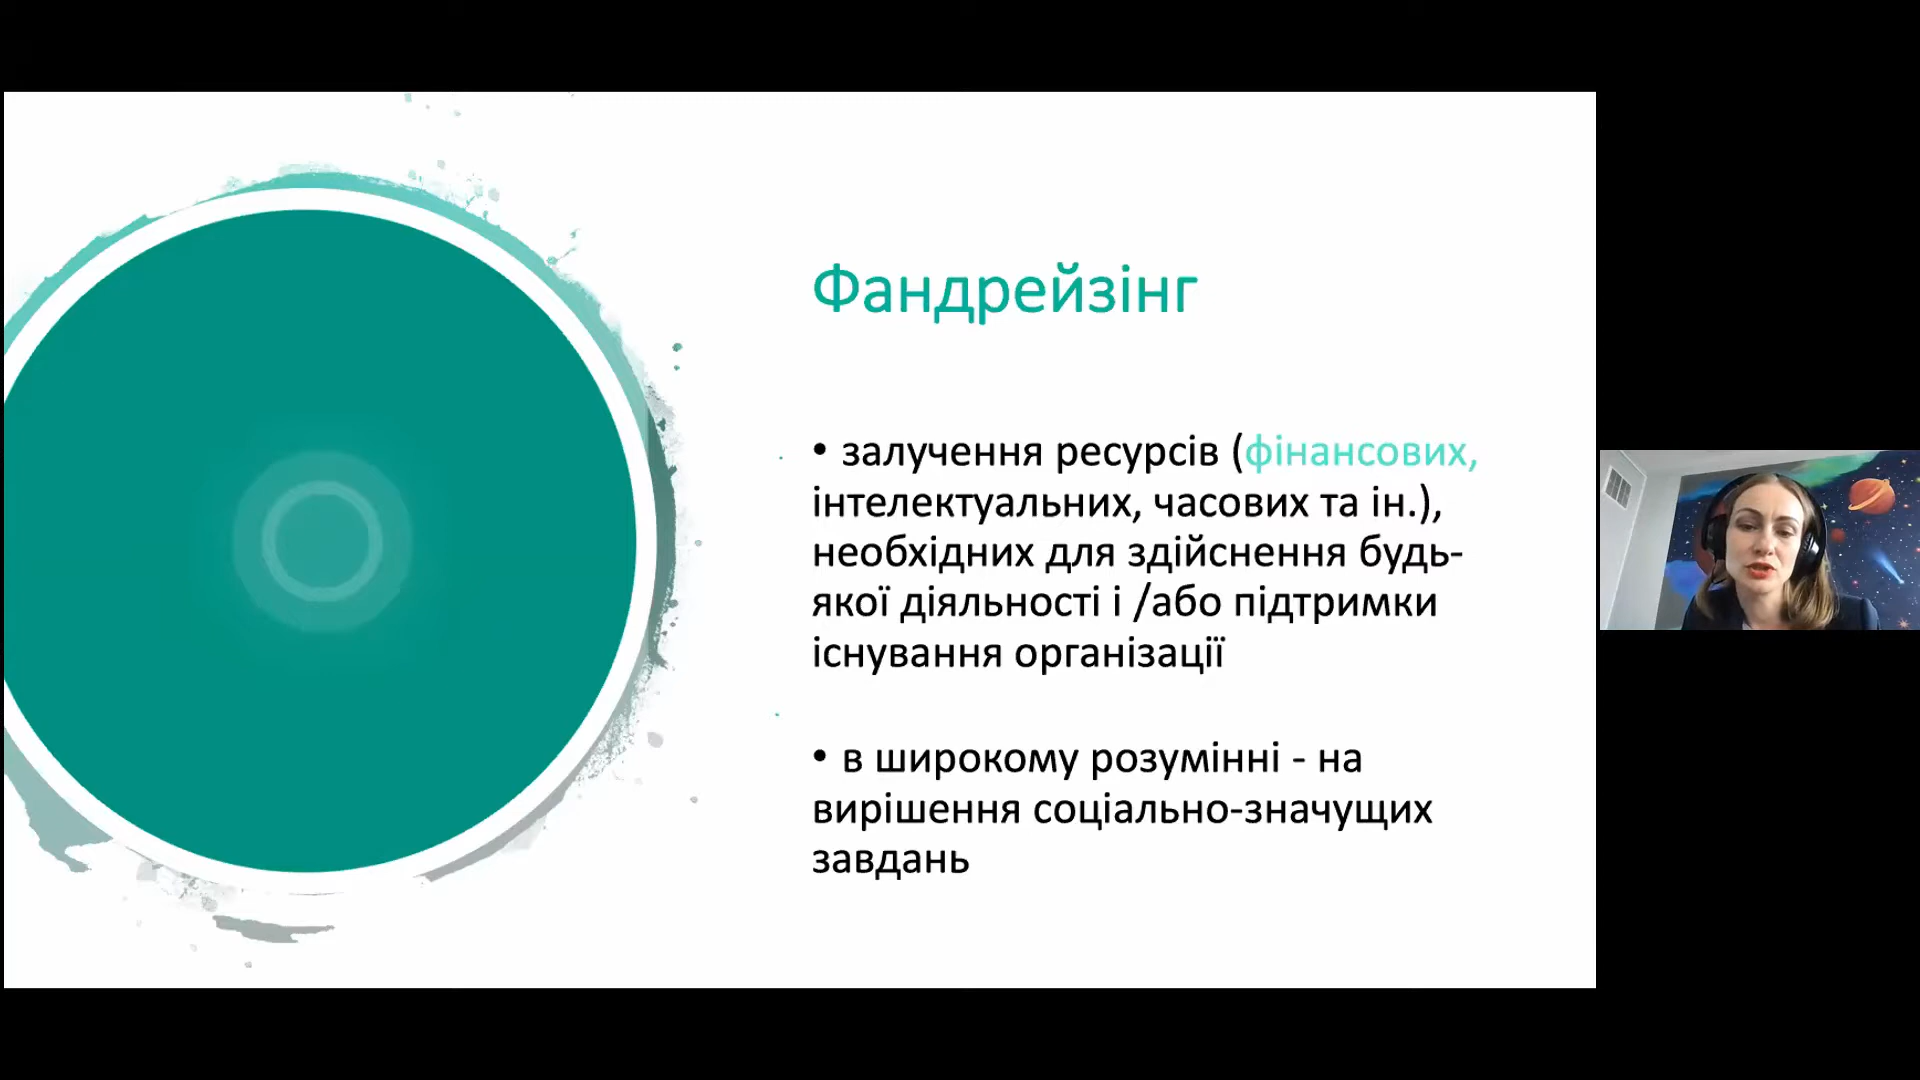 Фандрейзінг
• залучення ресурсів (фінансових,
інтелектуальних, часових та ін.),
необхідних для здійснення будь-
якої діяльності і /або підтримки
існування організації
• в широкому розумінні - на
вирішення соціально-значущих
завдань